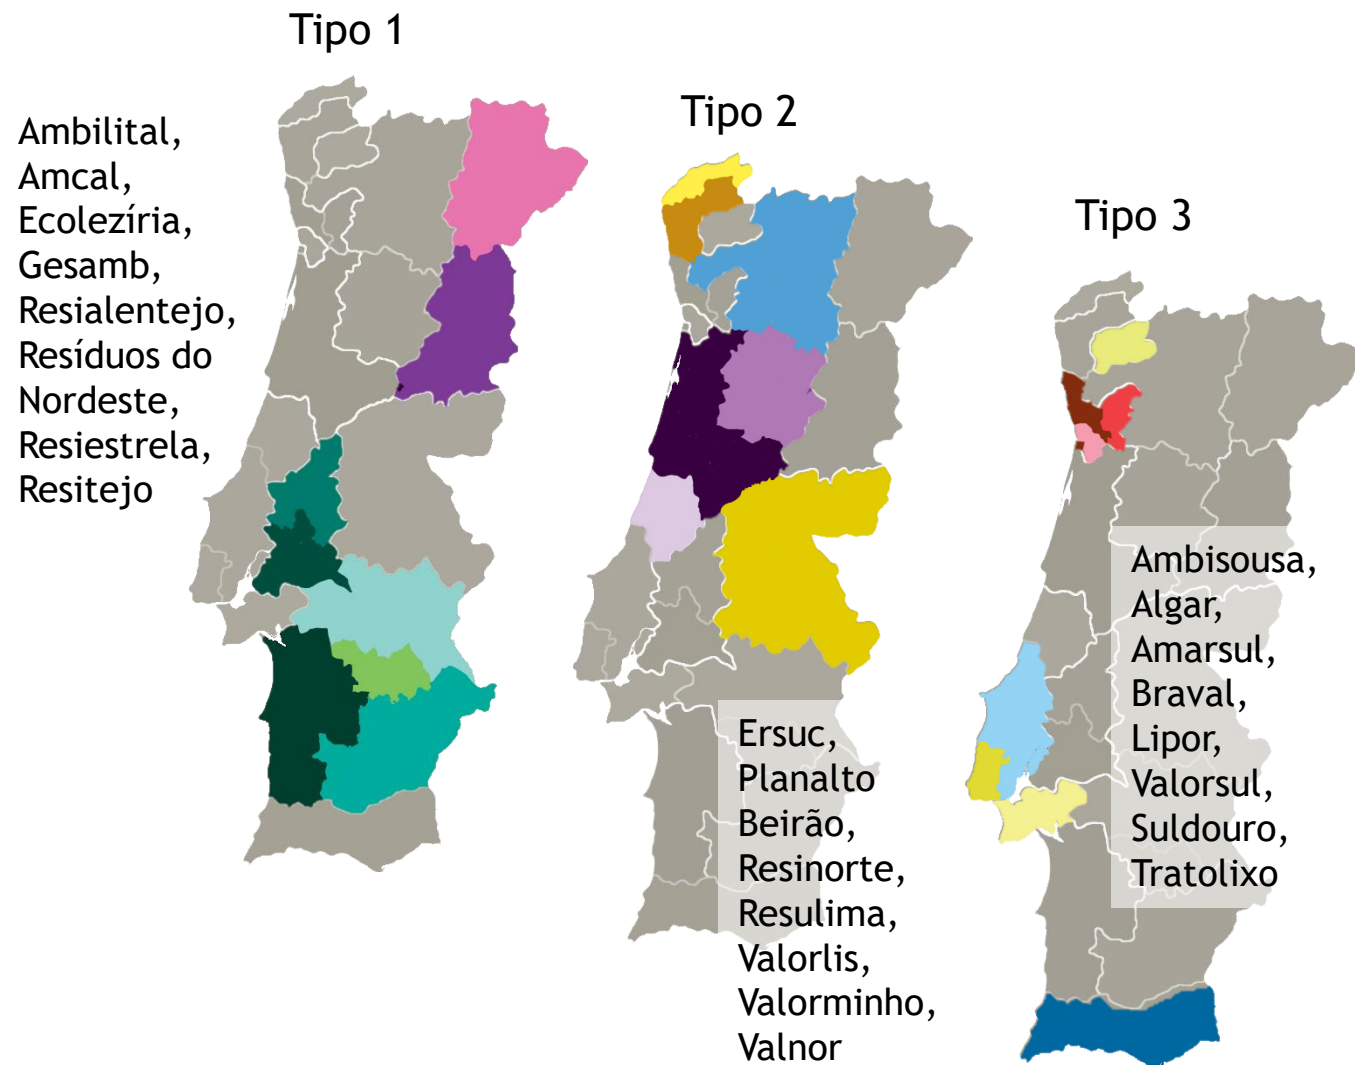 Tipo 1
Ambilital,
Amcal,
Ecolezíria,
Gesamb,
Resialentejo,
Resíduos do
Nordeste,
Resiestrela,
Resitejo
Tipo 2
Ersuc,
Planalto
Beirão,
Resinorte,
Resulima,
Valorlis,
Valorminho,
Valnor
Tipo 3
Ambisousa,
Algar,
Amarsul,
Braval,
Lipor,
Valorsul,
Suldouro,
Tratolixo